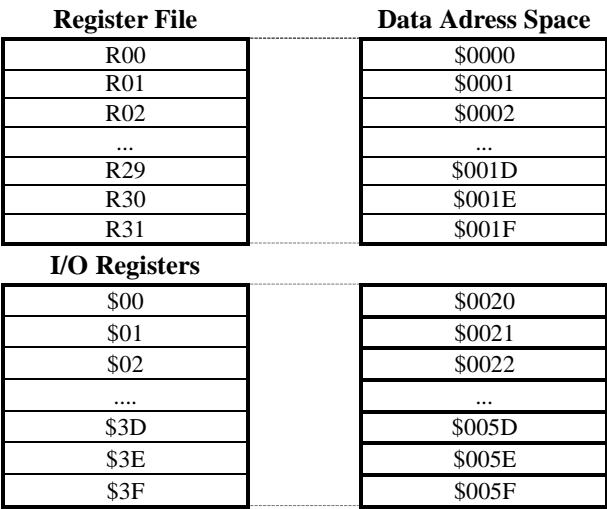 Register File Data Adress Space
R00 $0000
R01 $0001
R02 $0002
... ...
R29 $001D
R30 $001E
R31 $001F
I/O Registers
$00 $0020
$01 $0021
$02 $0022
.... ...
$3D $005D
$3E $005E
$3F $005F